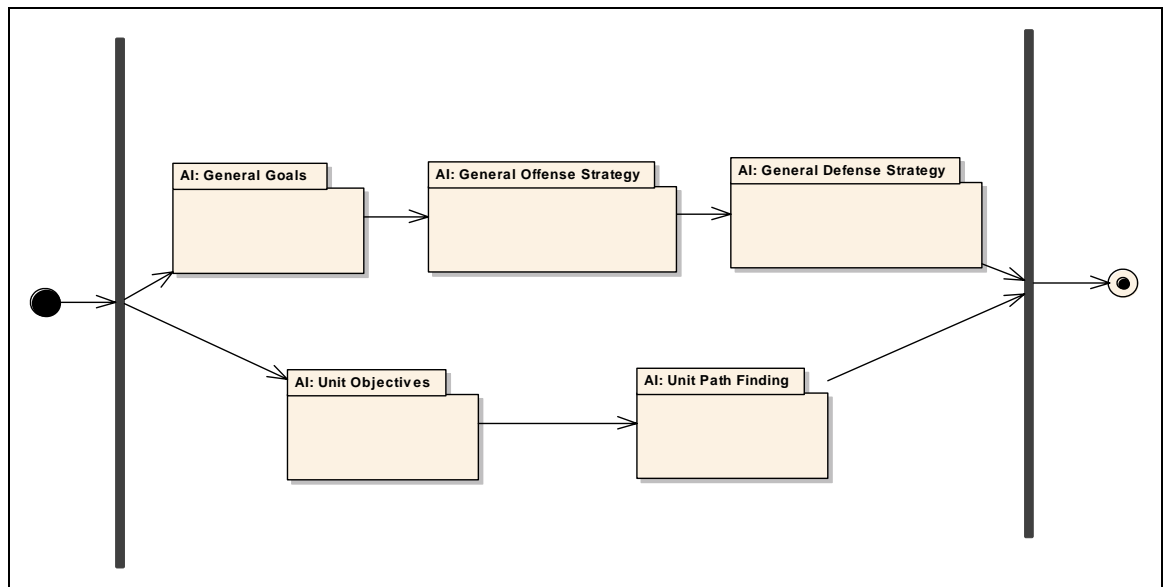 AI: General Goals
AI: General Offense Strategy
AI: General Defense Strategy
AI: Unit Objectives
AI: Unit Path Finding